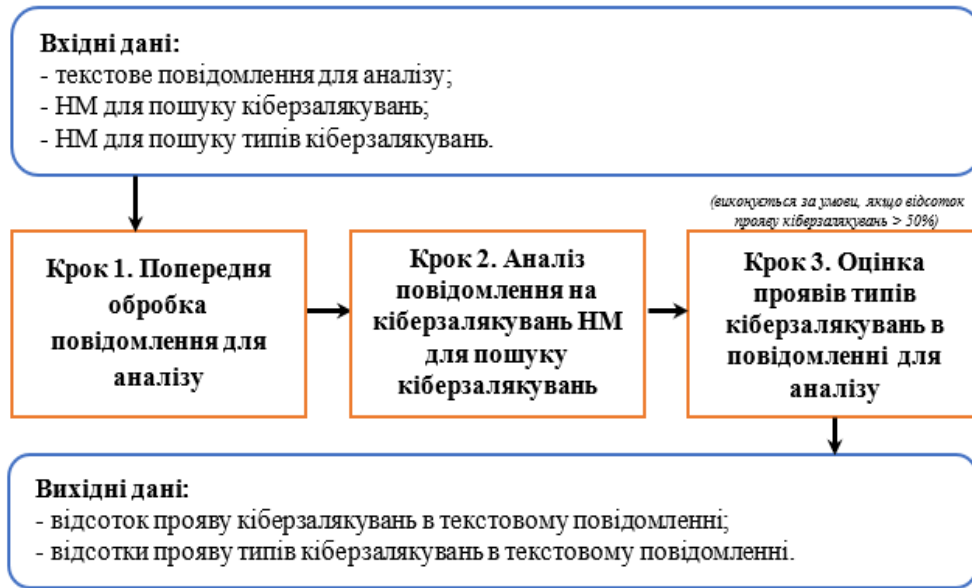 Вхідні дані:
- текстове повідомлення для аналізу;
- НМ для пошуку кіберзалякувань;
- НМ для пошуку типів кіберзалякувань.
(виконується за умови, якщо відсоток
прояву кіберзалякувань > 50%)
Крок 1. Попередня
обробка
повідомлення для
аналізу
Крок 2. Аналіз
повідомлення на
кіберзалякувань НМ
для пошуку
кіберзалякувань
Крок 3. Оцінка
проявів типів
кіберзалякувань в
повідомленні для
аналізу
Вихідні дані:
- відсоток прояву кіберзалякувань в текстовому повідомленні;
- відсотки прояву типів кіберзалякувань в текстовому повідомленні.